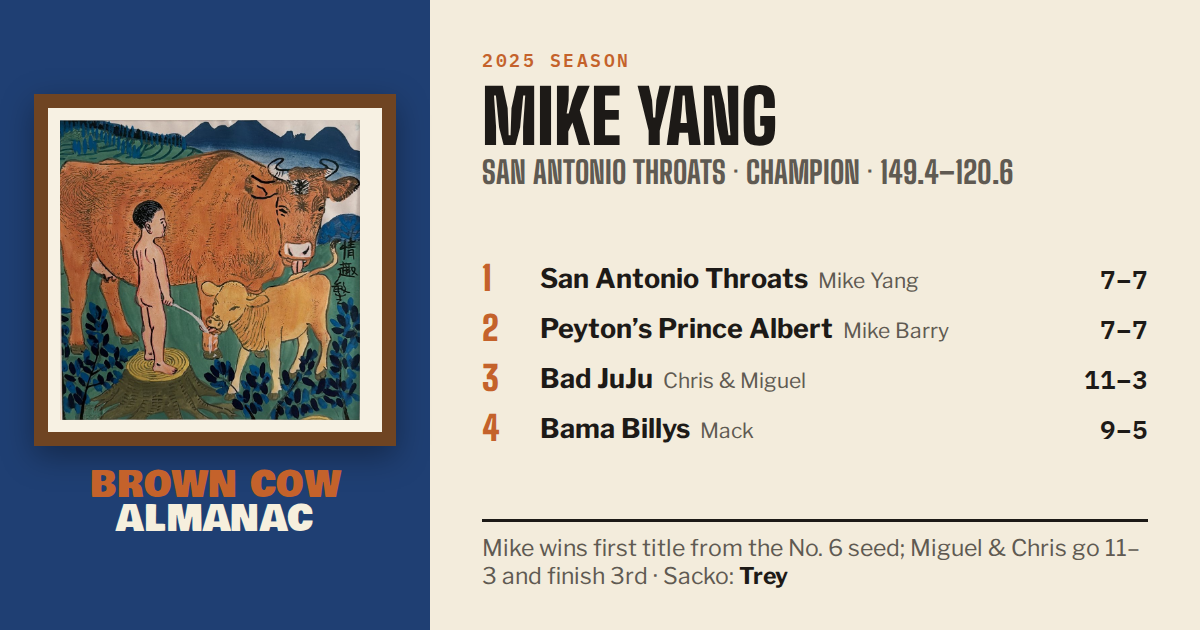 2025 SEASON
MIKE YANG
SAN ANTONIO THROATS · CHAMPION · 149.4–120.6
1 San Antonio Throats Mike Yang 7–7
2 Peyton’s Prince Albert Mike Barry 7–7
3 Bad JuJu Chris & Miguel 11–3
4 Bama Billys Mack 9–5
Mike wins first title from the No. 6 seed; Miguel & Chris go 11–
3 and finish 3rd · Sacko: Trey
情
趣
BROWN COW
ALMANAC